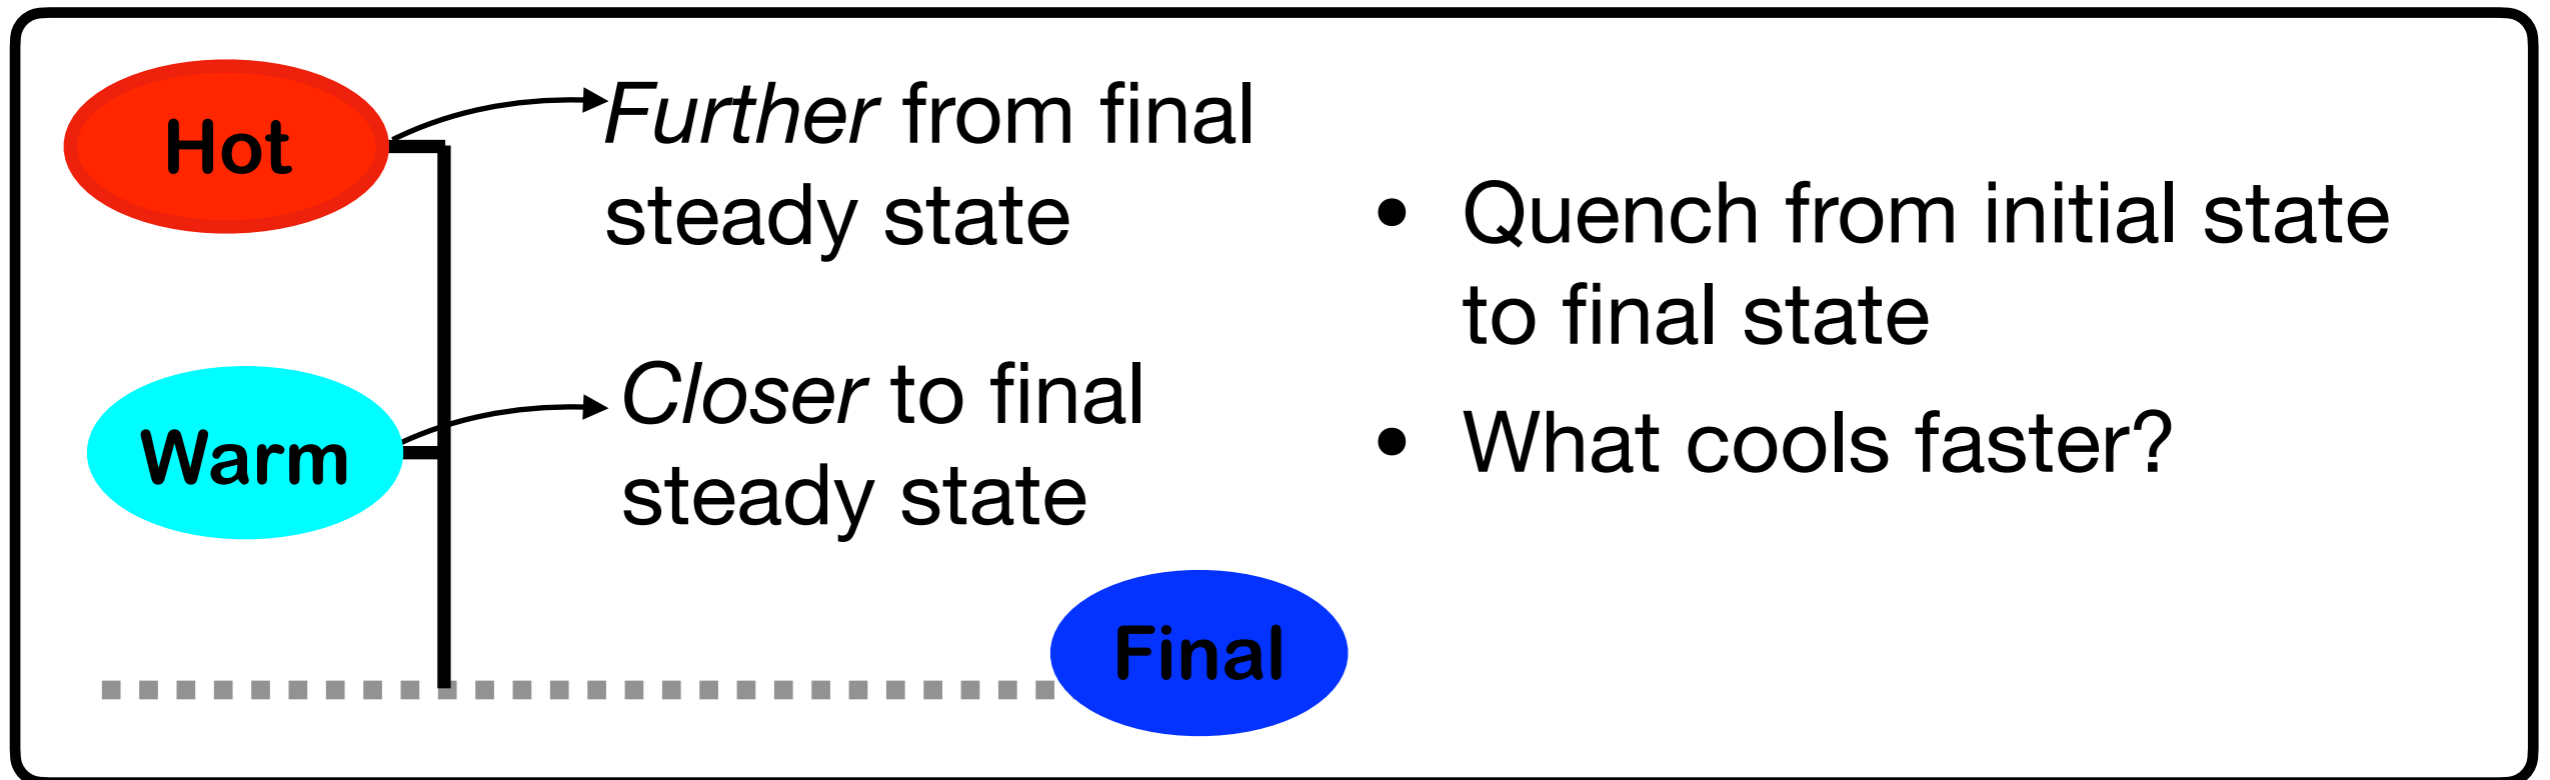 Hot
Further from final
steady state
Warm
Closer to final
steady state
Final
• Quench from initial state
to final state
• What cools faster?